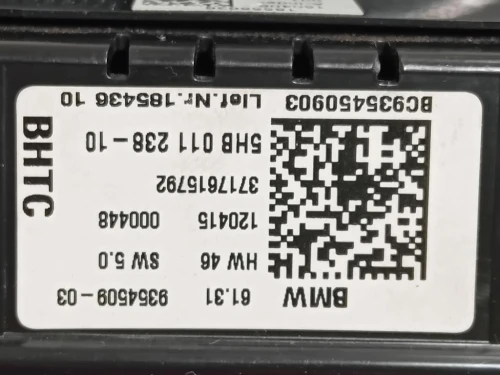 BMW 61.31 9354509-03
HW 46 SW 5.0
120415 000448
3717615792
5HB 011 238-10
BC935450903 Lief.Nr.185436 10
BHTC